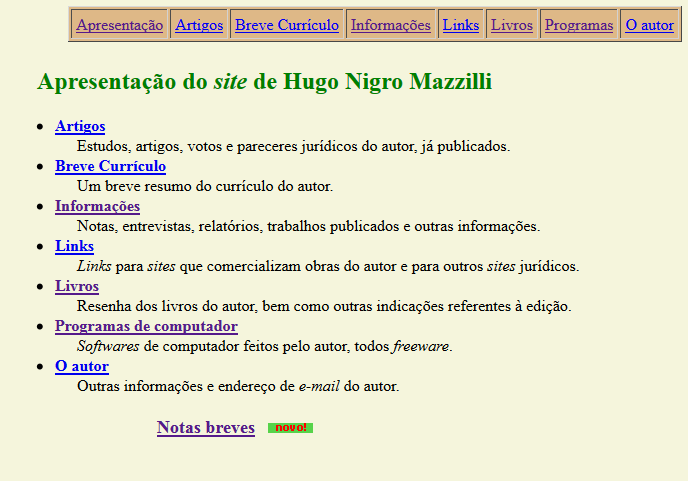 Apresentação Artigos Breve Currículo Informações Links Livros Programas O autor
Apresentação do site de Hugo Nigro Mazzilli
Artigos
Estudos, artigos, votos e pareceres jurídicos do autor, já publicados.
Breve Currículo
Um breve resumo do currículo do autor.
Informações
Notas, entrevistas, relatórios, trabalhos publicados e outras informações.
Links
Links para sites que comercializam obras do autor e para outros sites jurídicos.
Livros
Resenha dos livros do autor, bem como outras indicações referentes à edição.
Programas de computador
Softwares de computador feitos pelo autor, todos freeware.
O autor
Outras informações e endereço de e-mail do autor.
Notas breves novo!